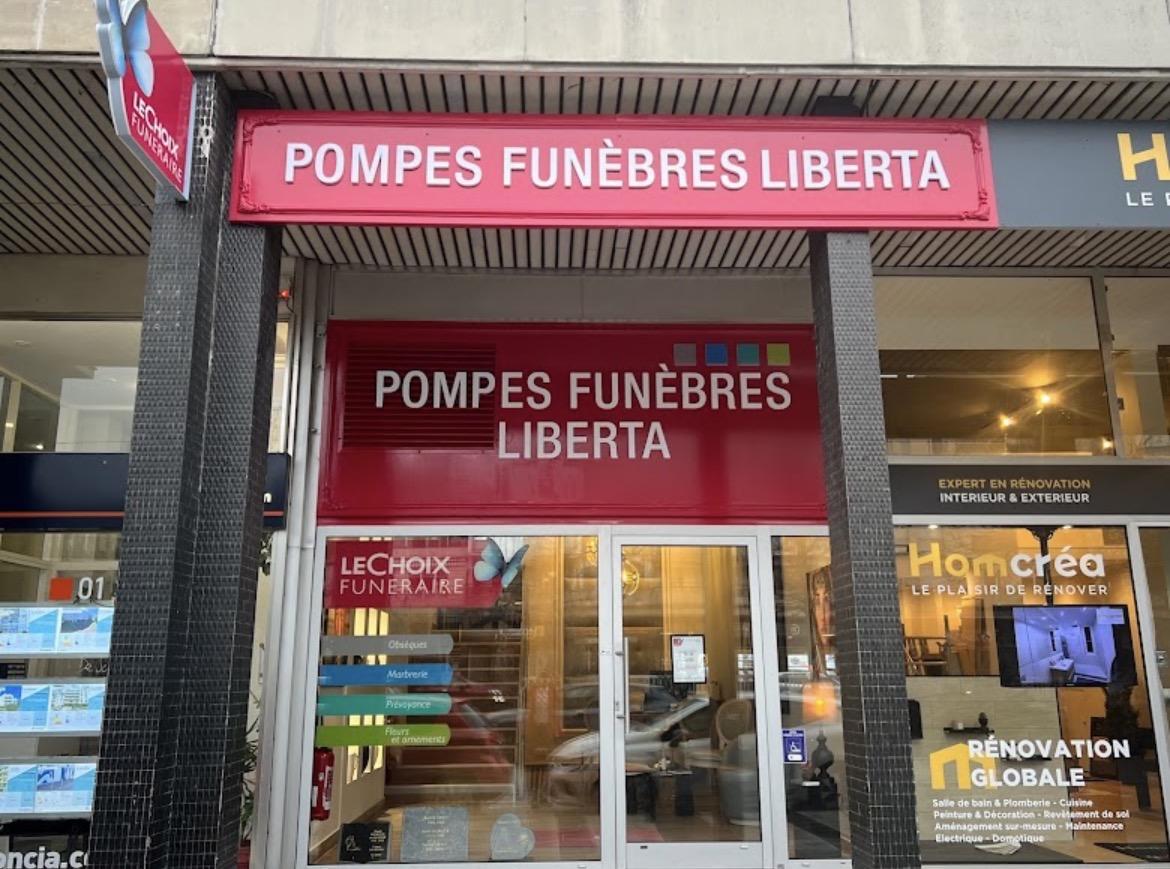 LE CHOIX
FUNERAIRE
POMPES FUNÈBRES LIBERTA
H
LE
POMPES FUNÈBRES
LIBERTA
EXPERT EN RÉNOVATION
INTERIEUR & EXTERIEUR
LE CHOIX
FUNERAIRE
Obsèques
Marbrerie
Prévoyance
Fleurs
et ornements
01
oncia.c
Homcréa
LE PLAISIR DE RÉNOVER
RÉNOVATION
GLOBALE
Salle de bain & Plomberie - Cuisine
Peinture & Décoration - Revêtement de sol
Aménagement sur-mesure - Maintenance
Electrique - Domotique